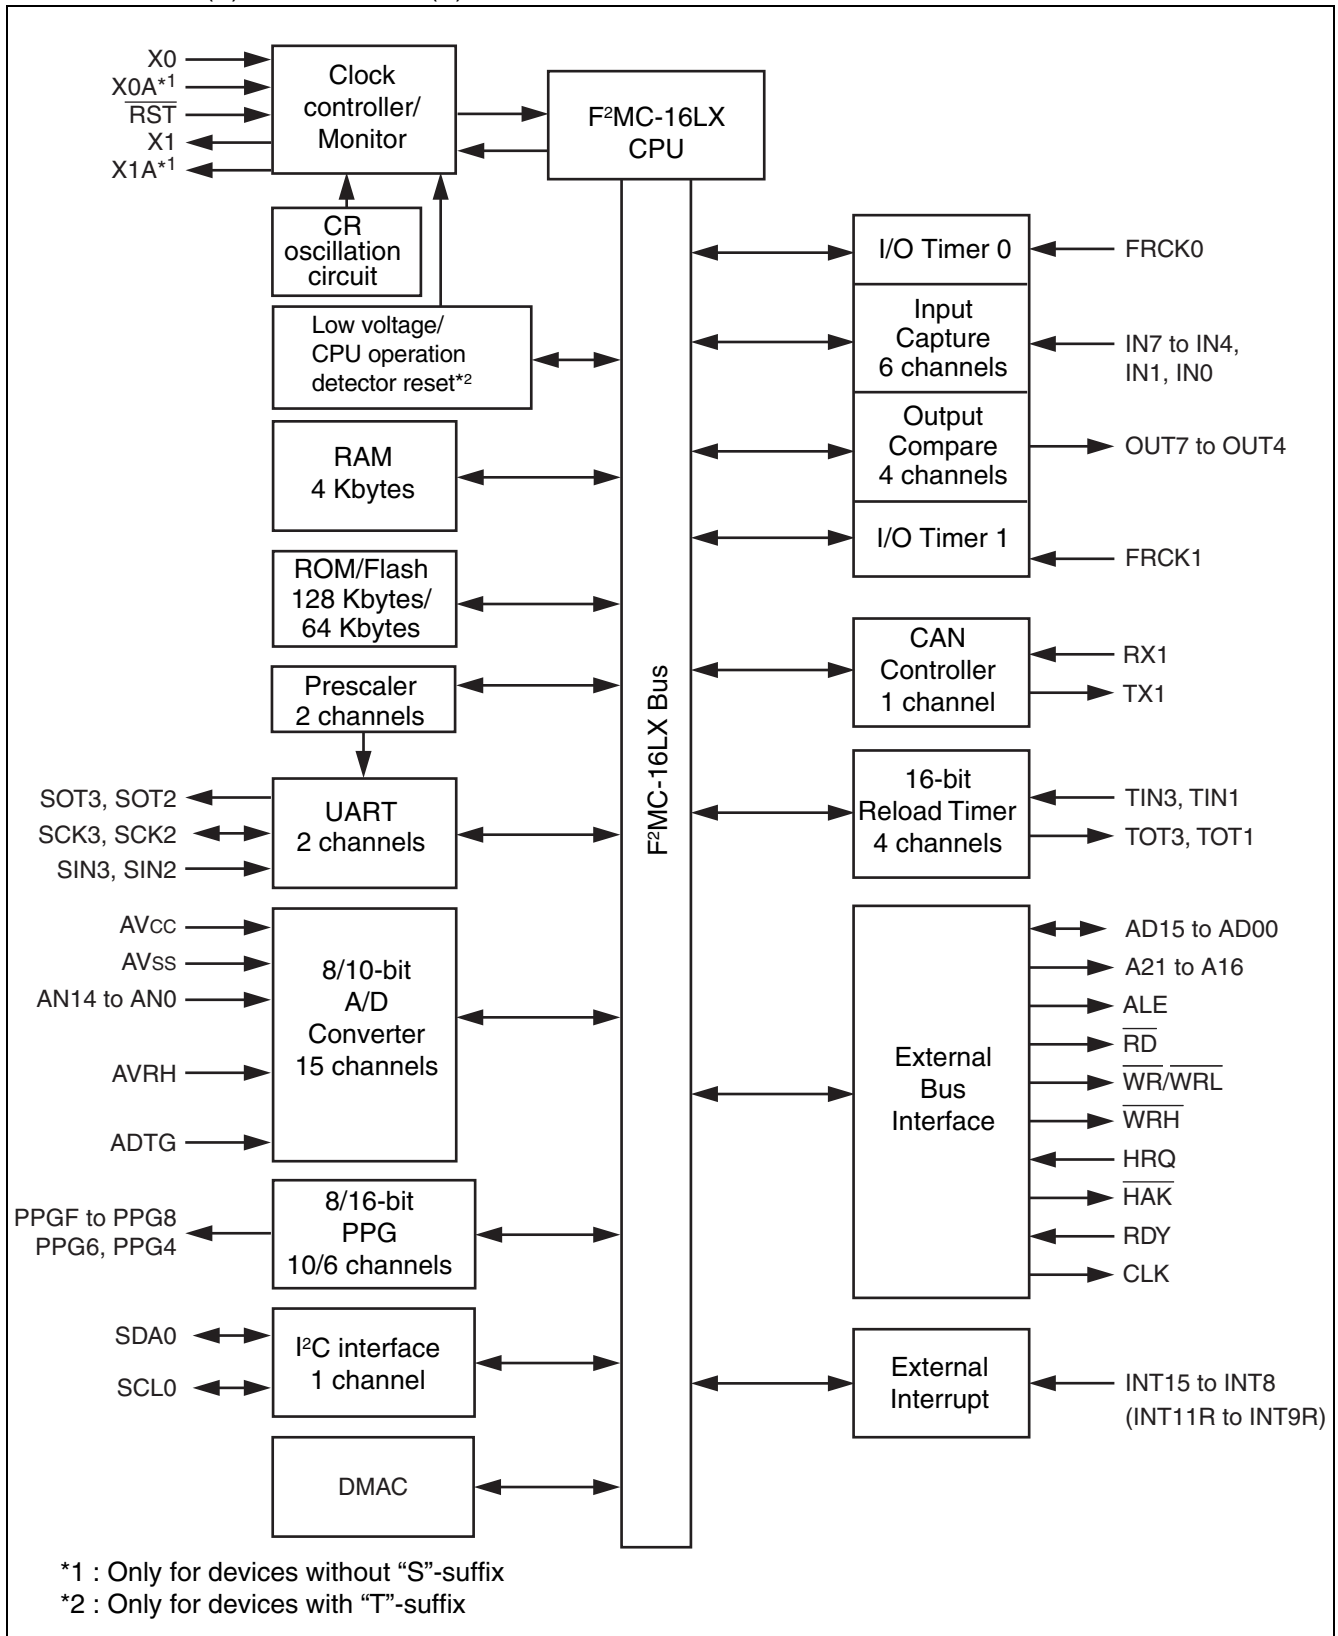 X0
X0A*1
RST
X1
X1A*1
Clock
controller/
Monitor
F²MC-16LX
CPU
CR
oscillation
circuit
Low voltage/
CPU operation
detector reset*2
RAM
4 Kbytes
ROM/Flash
128 Kbytes/
64 Kbytes
Prescaler
2 channels
SOT3, SOT2
SCK3, SCK2
SIN3, SIN2
UART
2 channels
AVCC
AVSS
AN14 to AN0
AVRH
ADTG
8/10-bit
A/D
Converter
15 channels
PPGF to PPG8
PPG6, PPG4
8/16-bit
PPG
10/6 channels
SDA0
SCL0
I²C interface
1 channel
DMAC
F²MC-16LX Bus
I/O Timer 0
FRCK0
Input
Capture
6 channels
IN7 to IN4,
IN1, IN0
Output
Compare
4 channels
OUT7 to OUT4
I/O Timer 1
FRCK1
CAN
Controller
1 channel
RX1
TX1
16-bit
Reload Timer
4 channels
TIN3, TIN1
TOT3, TOT1
External
Bus
Interface
AD15 to AD00
A21 to A16
ALE
RD
WR/WRL
WRH
HRQ
HAK
RDY
CLK
External
Interrupt
INT15 to INT8
(INT11R to INT9R)
*1 : Only for devices without “S”-suffix
*2 : Only for devices with “T”-suffix